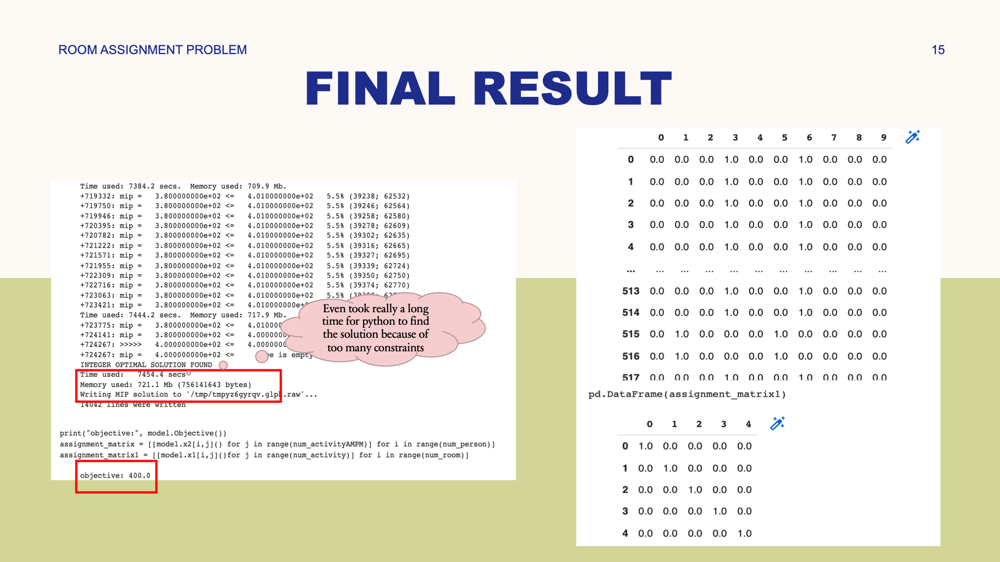 ROOM ASSIGNMENT PROBLEM
15
FINAL RESULT
Time used: 7384.2 secs.  Memory used: 709.9 Mb.
+719332: mip =   3.800000000e+02 <=   4.010000000e+02   5.5% (39238; 62532)
+719750: mip =   3.800000000e+02 <=   4.010000000e+02   5.5% (39246; 62564)
+719946: mip =   3.800000000e+02 <=   4.010000000e+02   5.5% (39258; 62580)
+720395: mip =   3.800000000e+02 <=   4.010000000e+02   5.5% (39278; 62609)
+720782: mip =   3.800000000e+02 <=   4.010000000e+02   5.5% (39302; 62635)
+721222: mip =   3.800000000e+02 <=   4.010000000e+02   5.5% (39316; 62665)
+721571: mip =   3.800000000e+02 <=   4.010000000e+02   5.5% (39327; 62695)
+721955: mip =   3.800000000e+02 <=   4.010000000e+02   5.5% (39339; 62724)
+722309: mip =   3.800000000e+02 <=   4.010000000e+02   5.5% (39350; 62750)
+722716: mip =   3.800000000e+02 <=   4.010000000e+02   5.5% (39374; 62770)
+723063: mip =   3.800000000e+02 <=   4.010000000e+02   5.5%
+723421: mip =   3.800000000e+02 <=   4.010000000e+
Time used: 7444.2 secs.  Memory used: 717.9 Mb.
+723775: mip =   3.800000000e+02 <=   4.01000
+724141: mip =   3.800000000e+02 <=   4.00000
+724267: >>>>>   4.000000000e+02 <=   4.00000
+724267: mip =   4.000000000e+02 <=   is empty
INTEGER OPTIMAL SOLUTION FOUND
Time used:   7454.4 secs
Memory used: 721.1 Mb (756141643 bytes)
Writing MIP solution to '/tmp/tmpyz6gyrqv.glpk.raw'...
14042 lines were written
Even took really a long
time for python to find
the solution because of
too many constraints
print("objective:", model.Objective())
assignment_matrix = [[model.x2[i,j]() for j in range(num_activityAMPM)] for i in range(num_person)]
assignment_matrix1 = [[model.x1[i,j]()for j in range(num_activity)] for i in range(num_room)]
objective: 400.0
0 1 2 3 4 5 6 7 8 9
0 0.0 0.0 0.0 1.0 0.0 0.0 1.0 0.0 0.0 0.0
1 0.0 0.0 0.0 1.0 0.0 0.0 1.0 0.0 0.0 0.0
2 0.0 0.0 0.0 1.0 0.0 0.0 1.0 0.0 0.0 0.0
3 0.0 0.0 0.0 1.0 0.0 0.0 1.0 0.0 0.0 0.0
4 0.0 0.0 0.0 1.0 0.0 0.0 1.0 0.0 0.0 0.0
... ... ... ... ... ... ... ... ... ... ...
513 0.0 0.0 0.0 1.0 0.0 0.0 1.0 0.0 0.0 0.0
514 0.0 0.0 0.0 1.0 0.0 0.0 1.0 0.0 0.0 0.0
515 0.0 1.0 0.0 0.0 0.0 1.0 0.0 0.0 0.0 0.0
516 0.0 1.0 0.0 0.0 0.0 1.0 0.0 0.0 0.0 0.0
517 0.0 0.0 0.0 1.0 0.0 0.0 1.0 0.0 0.0 0.0
pd.DataFrame(assignment_matrix1)
0 1 2 3 4
0 1.0 0.0 0.0 0.0 0.0
1 0.0 1.0 0.0 0.0 0.0
2 0.0 0.0 1.0 0.0 0.0
3 0.0 0.0 0.0 1.0 0.0
4 0.0 0.0 0.0 0.0 1.0